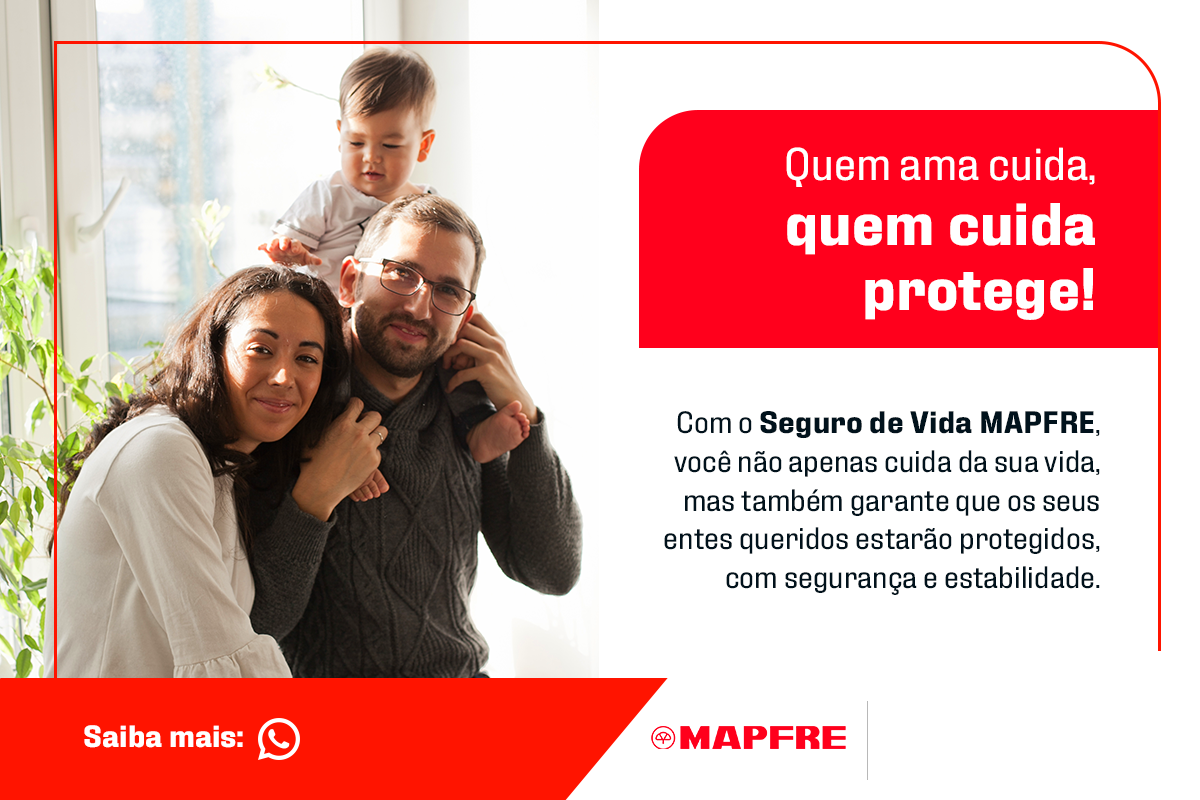 Quem ama cuida,
quem cuida
protege!
Com o Seguro de Vida MAPFRE,
você não apenas cuida da sua vida,
mas também garante que os seus
entes queridos estarão protegidos,
com segurança e estabilidade.
Saiba mais:
MAPFRE